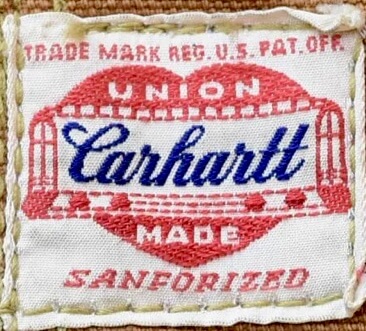 TRADE MARK REG. U.S. PAT. OFF.
UNION
Carhartt
MADE
SANFORIZED